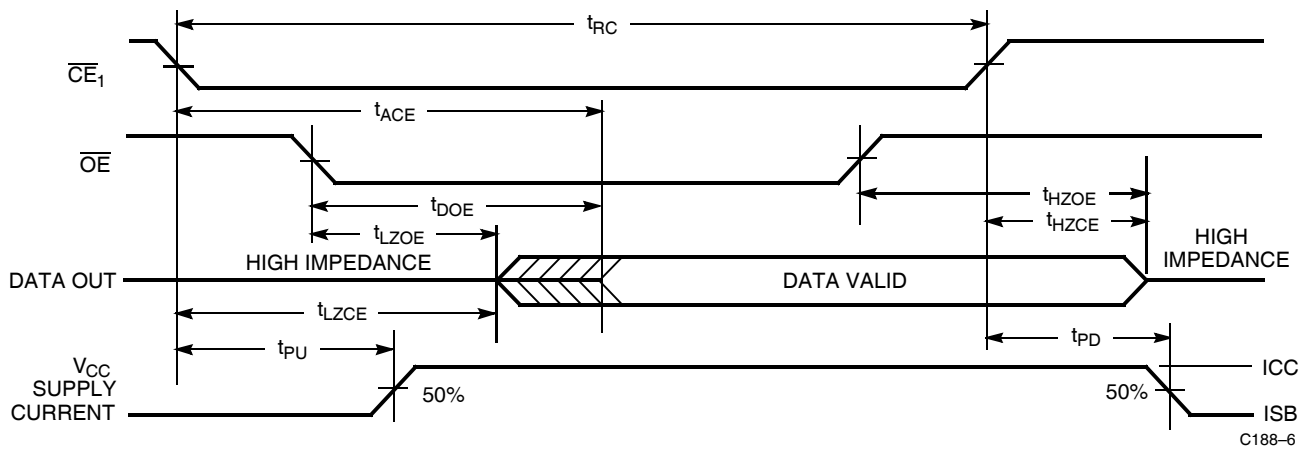 tRC
CE1
tACE
OE
tHZOE
tDOE
tHZCE
tLZOE
HIGH IMPEDANCE
HIGH
IMPEDANCE
DATA OUT
DATA VALID
tLZCE
tPU
tPD
VCC
SUPPLY
CURRENT
50%
50%
ICC
ISB
C188–6